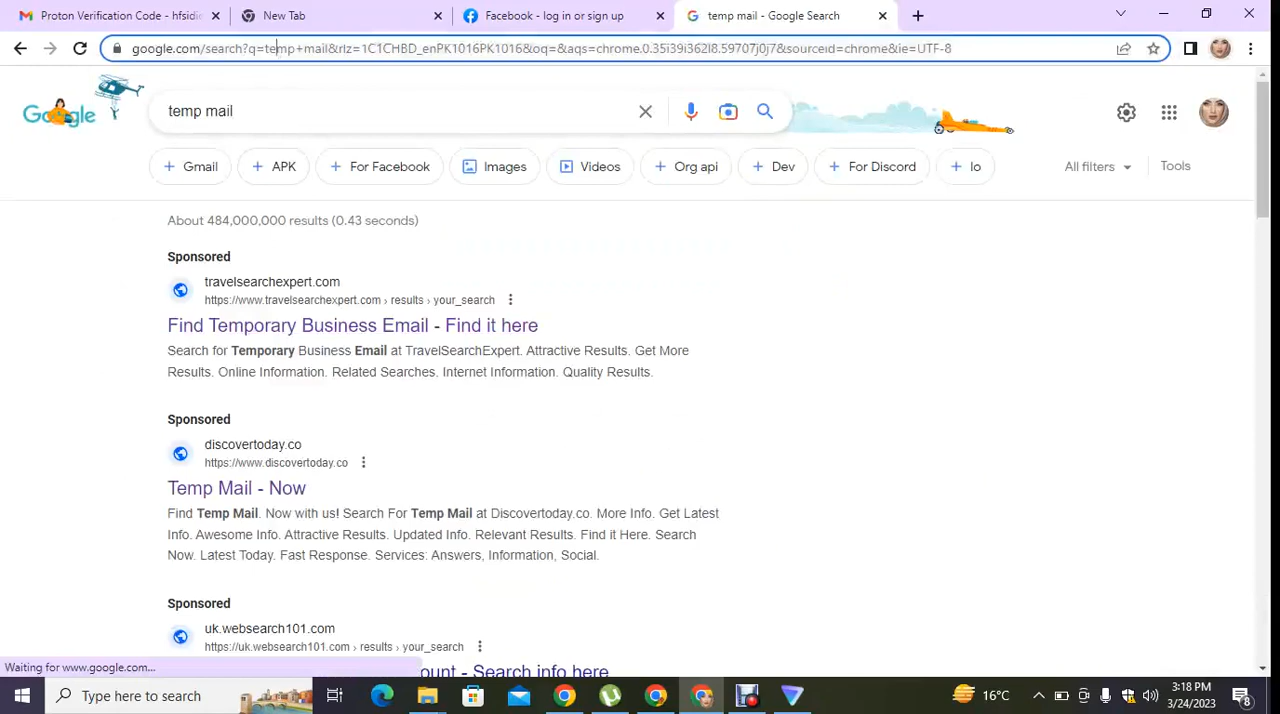 Proton Verification Code - hfsidi
New Tab
Facebook - log in or sign up
temp mail - Google Search
google.com/search?q=temp+mail&rlz=1C1CHBD_enPK1016PK1016&oq=&aqs=chrome.0.35i39i362l8.59707j0j7&sourceid=chrome&ie=UTF-8
Google
temp mail
Gmail
APK
For Facebook
Images
Videos
Org api
Dev
For Discord
Io
All filters
Tools
About 484,000,000 results (0.43 seconds)
Sponsored
travelsearchexpert.com
https://www.travelsearchexpert.com › results › your_search
Find Temporary Business Email - Find it here
Search for Temporary Business Email at TravelSearchExpert. Attractive Results. Get More
Results. Online Information. Related Searches. Internet Information. Quality Results.
Sponsored
discovertoday.co
https://www.discovertoday.co
Temp Mail - Now
Find Temp Mail. Now with us! Search For Temp Mail at Discovertoday.co. More Info. Get Latest
Info. Awesome Info. Attractive Results. Updated Info. Relevant Results. Find it Here. Search
Now. Latest Today. Fast Response. Services: Answers, Information, Social.
Sponsored
uk.websearch101.com
https://uk.websearch101.com › results › your_search
ount - Search info here
Waiting for www.google.com...
Type here to search
16°C
3:18 PM
3/24/2023
8